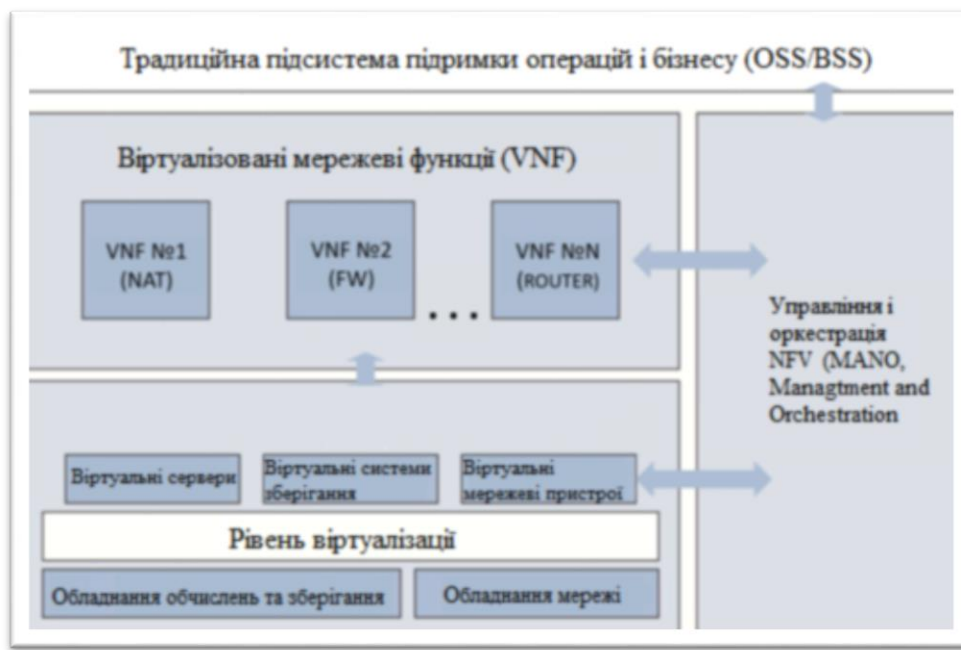 Традиційна підсистема підримки операцій і бізнесу (OSS/BSS)
Віртуалізовані мережеві функції (VNF)
VNF №1
(NAT)
VNF №2
(FW)
...
VNF №N
(ROUTER)
Управління і
оркестрація
NFV (MANO,
Managtment and
Orchestration
Віртуальні сервери
Віртуальні системи
зберігання
Віртуальні
мережеві пристрої
Рівень віртуалізації
Обладнання обчислень та зберігання
Обладнання мережі